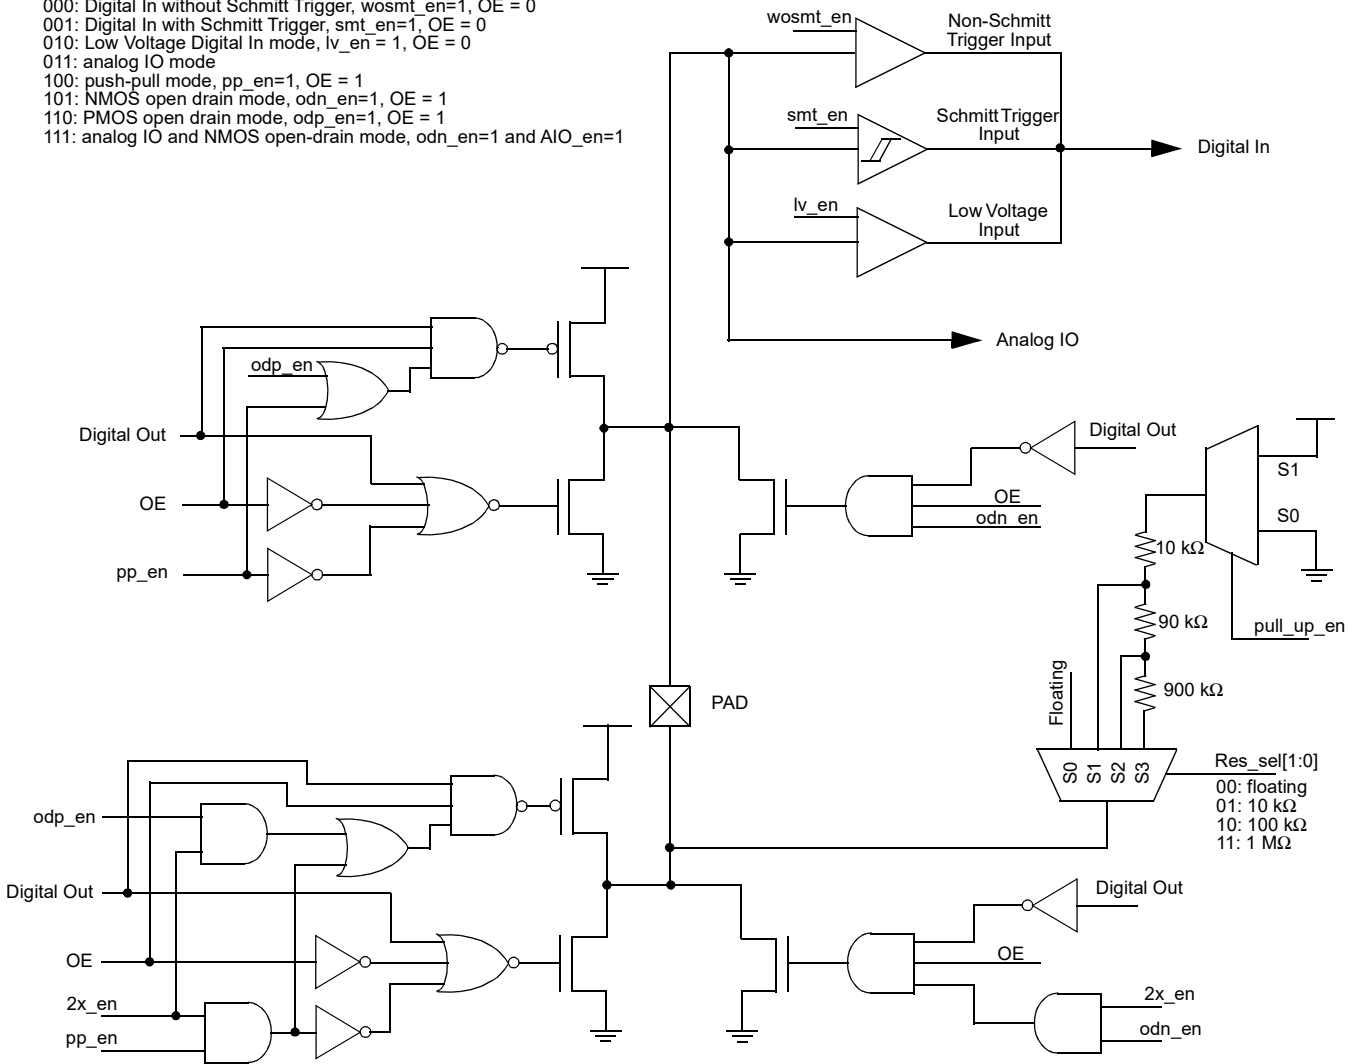 000: Digital In without Schmitt Trigger, wosmt_en=1, OE = 0
001: Digital In with Schmitt Trigger, smt_en=1, OE = 0
010: Low Voltage Digital In mode, lv_en = 1, OE = 0
011: analog IO mode
100: push-pull mode, pp_en=1, OE = 1
101: NMOS open drain mode, odn_en=1, OE = 1
110: PMOS open drain mode, odp_en=1, OE = 1
111: analog IO and NMOS open-drain mode, odn_en=1 and AIO_en=1
wosmt_en
Non-Schmitt
Trigger Input
smt_en
Schmitt Trigger
Input
Digital In
lv_en
Low Voltage
Input
Analog IO
odp_en
Digital Out
OE
pp_en
Digital Out
OE
odn_en
S1
S0
10 kΩ
90 kΩ
pull_up_en
900 kΩ
Floating
PAD
S0
S1
S2
S3
Res_sel[1:0]
00: floating
01: 10 kΩ
10: 100 kΩ
11: 1 MΩ
odp_en
Digital Out
OE
2x_en
pp_en
Digital Out
OE
2x_en
odn_en